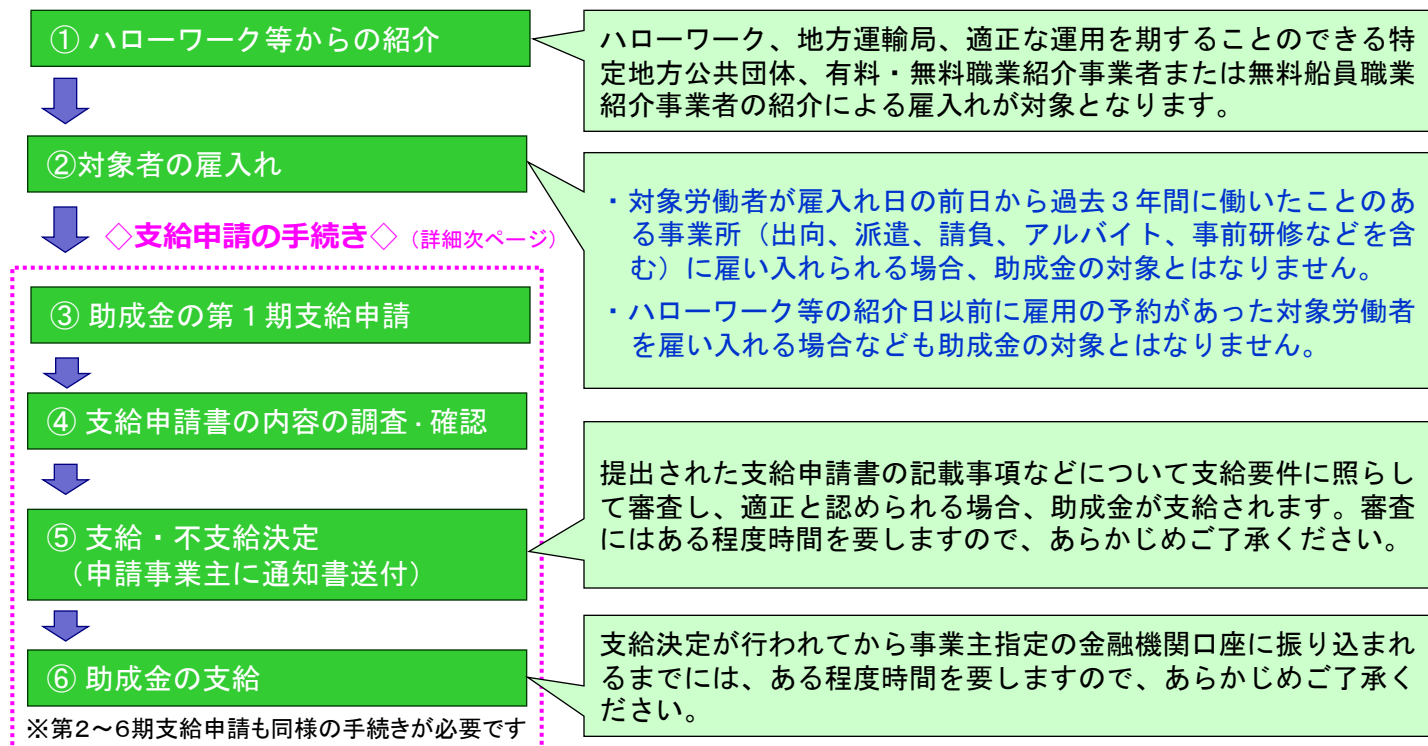 ① ハローワーク等からの紹介
ハローワーク、地方運輸局、適正な運用を期することのできる特
定地方公共団体、有料・無料職業紹介事業者または無料船員職業
紹介事業者の紹介による雇入れが対象となります。
②対象者の雇入れ
・対象労働者が雇入れ日の前日から過去３年間に働いたことのあ
る事業所（出向、派遣、請負、アルバイト、事前研修などを含
む）に雇い入れられる場合、助成金の対象とはなりません。
・ハローワーク等の紹介日以前に雇用の予約があった対象労働者
を雇い入れる場合なども助成金の対象とはなりません。
◇支給申請の手続き◇（詳細次ページ）
③ 助成金の第１期支給申請
④ 支給申請書の内容の調査・確認
⑤ 支給・不支給決定
（申請事業主に通知書送付）
提出された支給申請書の記載事項などについて支給要件に照らし
て審査し、適正と認められる場合、助成金が支給されます。審査
にはある程度時間を要しますので、あらかじめご了承ください。
⑥ 助成金の支給
支給決定が行われてから事業主指定の金融機関口座に振り込まれ
るまでには、ある程度時間を要しますので、あらかじめご了承く
ださい。
※第2～6期支給申請も同様の手続きが必要です